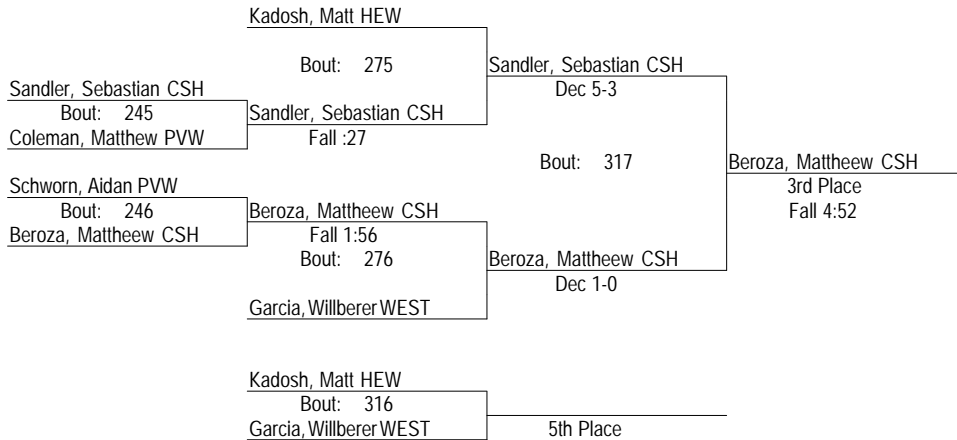 Kadosh, Matt HEW
Bout: 275
Sandler, Sebastian CSH
Dec 5-3
Sandler, Sebastian CSH
Bout: 245
Coleman, Matthew PVW
Sandler, Sebastian CSH
Fall :27
Bout: 317
Beroza, Mattheew CSH
3rd Place
Fall 4:52
Schworn, Aidan PVW
Bout: 246
Beroza, Mattheew CSH
Beroza, Mattheew CSH
Fall 1:56
Bout: 276
Beroza, Mattheew CSH
Dec 1-0
Garcia, Willberer WEST
Kadosh, Matt HEW
Bout: 316
Garcia, Willberer WEST
5th Place